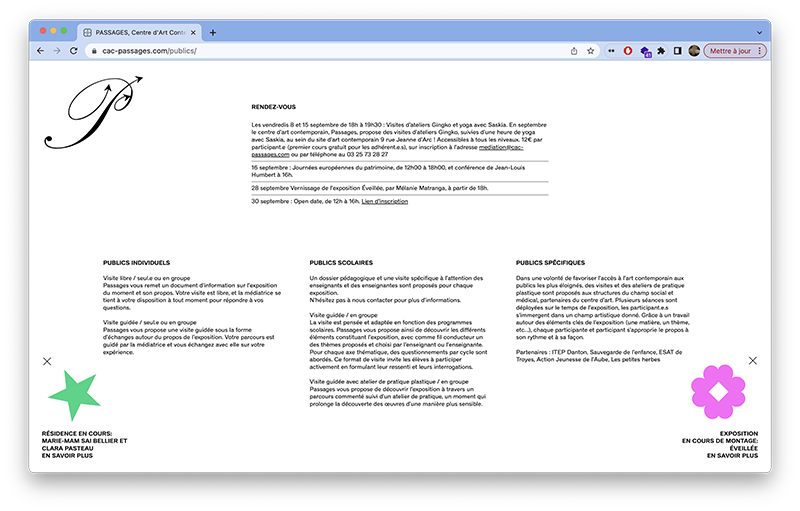 PASSAGES, Centre d'Art Conte
cac-passages.com/publics/
41
Mettre à jour
P
RENDEZ-VOUS
Les vendredis 8 et 15 septembre de 18h à 19h30 : Visites d'ateliers Gingko et yoga avec Saskia. En septembre
le centre d'art contemporain, Passages, propose des visites d'ateliers Gingko, suivies d'une heure de yoga
avec Saskia, au sein du site d'art contemporain 9 rue Jeanne d'Arc ! Accessibles à tous les niveaux. 12€ par
participant.e (premier cours gratuit pour les adhérent.e.s), sur inscription à l'adresse mediation@cac-
passages.com ou par téléphone au 03 25 73 28 27
16 septembre : Journées européennes du patrimoine, de 12h00 à 18h00, et conférence de Jean-Louis
Humbert à 16h.
28 septembre Vernissage de l'exposition Éveillée, par Mélanie Matranga, à partir de 18h.
30 septembre : Open date, de 12h à 16h. Lien d'inscription
PUBLICS INDIVIDUELS
Visite libre / seul.e ou en groupe
Passages vous remet un document d'information sur l'exposition
du moment et son propos. Votre visite est libre, et la médiatrice se
tient à votre disposition à tout moment pour répondre à vos
questions.
Visite guidée / seule ou en groupe
Passages vous propose une visite guidée sous la forme
d'échanges autour du propos de l'exposition. Votre parcours est
guidé par la médiatrice et vous échangez avec elle sur votre
expérience.
PUBLICS SCOLAIRES
Un dossier pédagogique et une visite spécifique à l'attention des
enseignants et des enseignantes sont proposés pour chaque
exposition.
N'hésitez pas à nous contacter pour plus d'informations.
Visite guidée / en groupe
La visite est pensée et adaptée en fonction des programmes
scolaires. Passages vous propose ainsi de découvrir les différents
éléments constituant l'exposition, avec comme fil conducteur un
des thèmes proposés et choisi par l'enseignant ou l'enseignante.
Pour chaque axe thématique, des questionnements par cycle sont
abordés. Ce format de visite invite les élèves à participer
activement en formulant leur ressenti et leurs interrogations.
Visite guidée avec atelier de pratique plastique / en groupe
Passages vous propose de découvrir l'exposition à travers un
parcours commenté suivi d'un atelier de pratique, un moment qui
prolonge la découverte des œuvres d'une manière plus sensible.
PUBLICS SPÉCIFIQUES
Dans une volonté de favoriser l'accès à l'art contemporain aux
publics les plus éloignés, des visites et des ateliers de pratique
plastique sont proposés aux structures du champ social et
médical, partenaires du centre d'art. Plusieurs séances sont
déployées sur le temps de l'exposition, les participant.e.s
s'immergent dans un champ artistique donné. Grâce à un travail
autour des éléments clés de l'exposition (une matière, un thème,
etc…), chaque participante et participant s'approprie le propos à
son rythme et à sa façon.
Partenaires : ITEP Danton, Sauvegarde de l'enfance, ESAT de
Troyes, Action Jeunesse de l'Aube, Les petites herbes
RÉSIDENCE EN COURS:
MARIE-MAM SAI BELLIER ET
CLARA PASTEAU
EN SAVOIR PLUS
EXPOSITION
EN COURS DE MONTAGE:
ÉVEILLÉE
EN SAVOIR PLUS